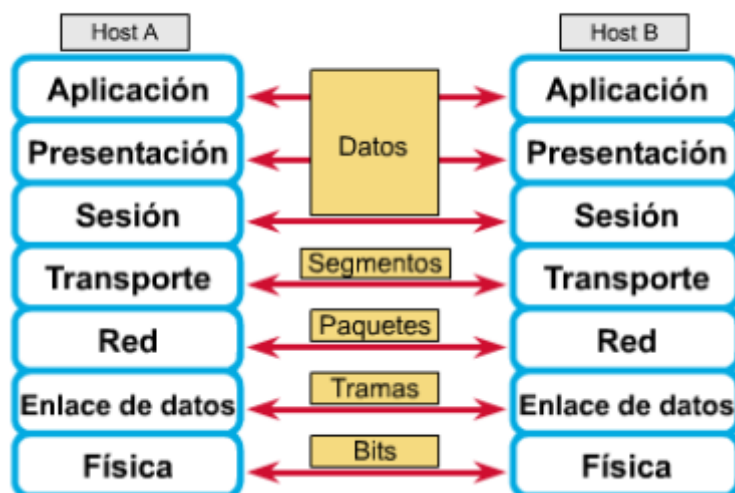 Host A
Host B
Aplicación
Aplicación
Presentación
Datos
Presentación
Sesión
Sesión
Transporte
Segmentos
Transporte
Red
Paquetes
Red
Enlace de datos
Tramas
Enlace de datos
Física
Bits
Física